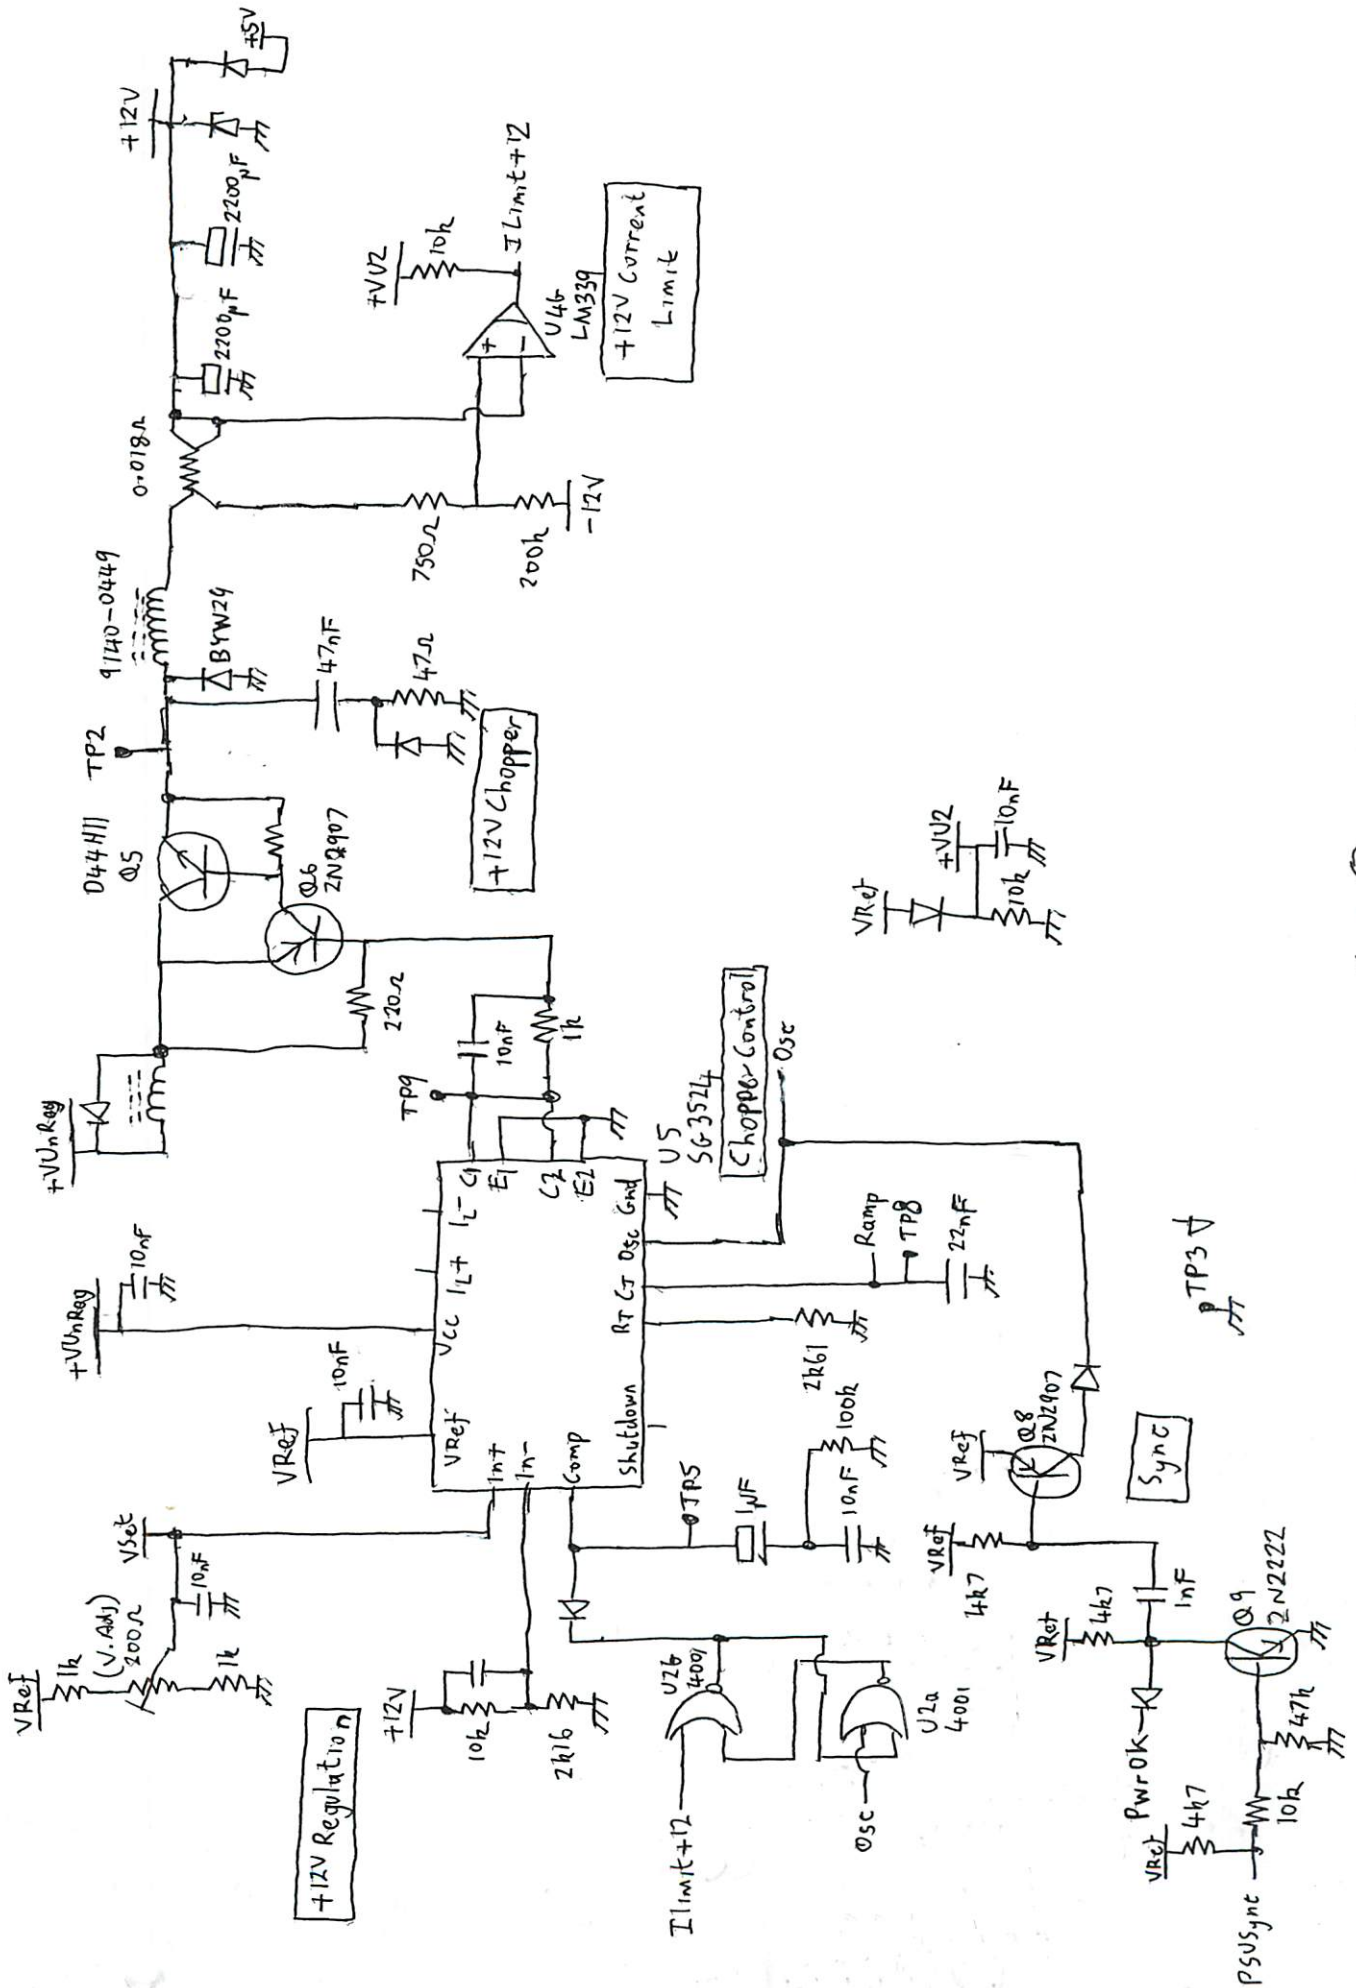 +VUnReg
TP2
D44H11
Q5
9140-0449
0.018Ω
+12V
+5V
2200µF
2200µF
BYW29
Q6
2N2907
47nF
47Ω
+12V Chopper
220Ω
750Ω
200k
-12V
+VU2
10k
ILimit+12
U4b
LM339
+12V Current
Limit
+VUnReg
10nF
VRef
10nF
TP9
10nF
1k
VRef
1k
(V.Adj)
200Ω
1k
VSet
10nF
VRef
Vcc
IL+
IL-
C1
E1
C2
E2
In+
In-
Comp
Shutdown
RT
CT
Osc
Gnd
U5
SG3524
Chopper Control
Osc
+12V Regulation
+12V
10k
2k16
TP5
1µF
10nF
100k
2k61
Ramp
TP8
22nF
VRef
+VU2
10k
10nF
Ilimit+12
U2b
4001
U2a
4001
Osc
VRef
4k7
VRef
Q8
2N2907
Sync
TP3
VRef
4k7
1nF
PwrOk
Q9
2N2222
VRef
4k7
PSUSync
10k
47k